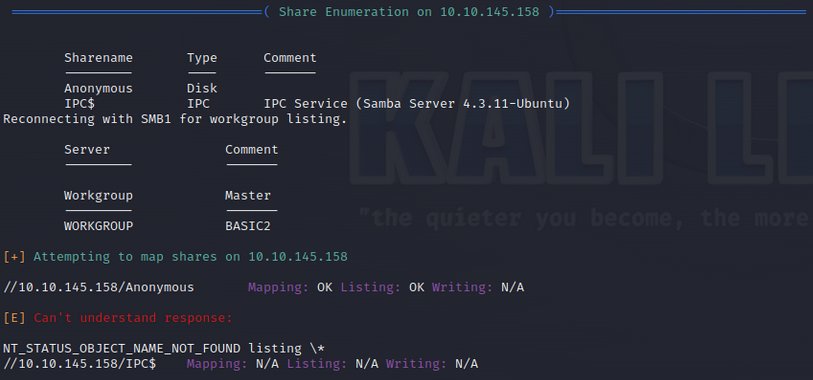 ( Share Enumeration on 10.10.145.158 )
Sharename Type Comment
Anonymous Disk
IPC$ IPC IPC Service (Samba Server 4.3.11-Ubuntu)
Reconnecting with SMB1 for workgroup listing.
Server Comment
Workgroup Master
WORKGROUP BASIC2
[+] Attempting to map shares on 10.10.145.158
//10.10.145.158/Anonymous Mapping: OK Listing: OK Writing: N/A
[E] Can't understand response:
NT_STATUS_OBJECT_NAME_NOT_FOUND listing \*
//10.10.145.158/IPC$ Mapping: N/A Listing: N/A Writing: N/A
KALI LI
"the quieter you become, the more